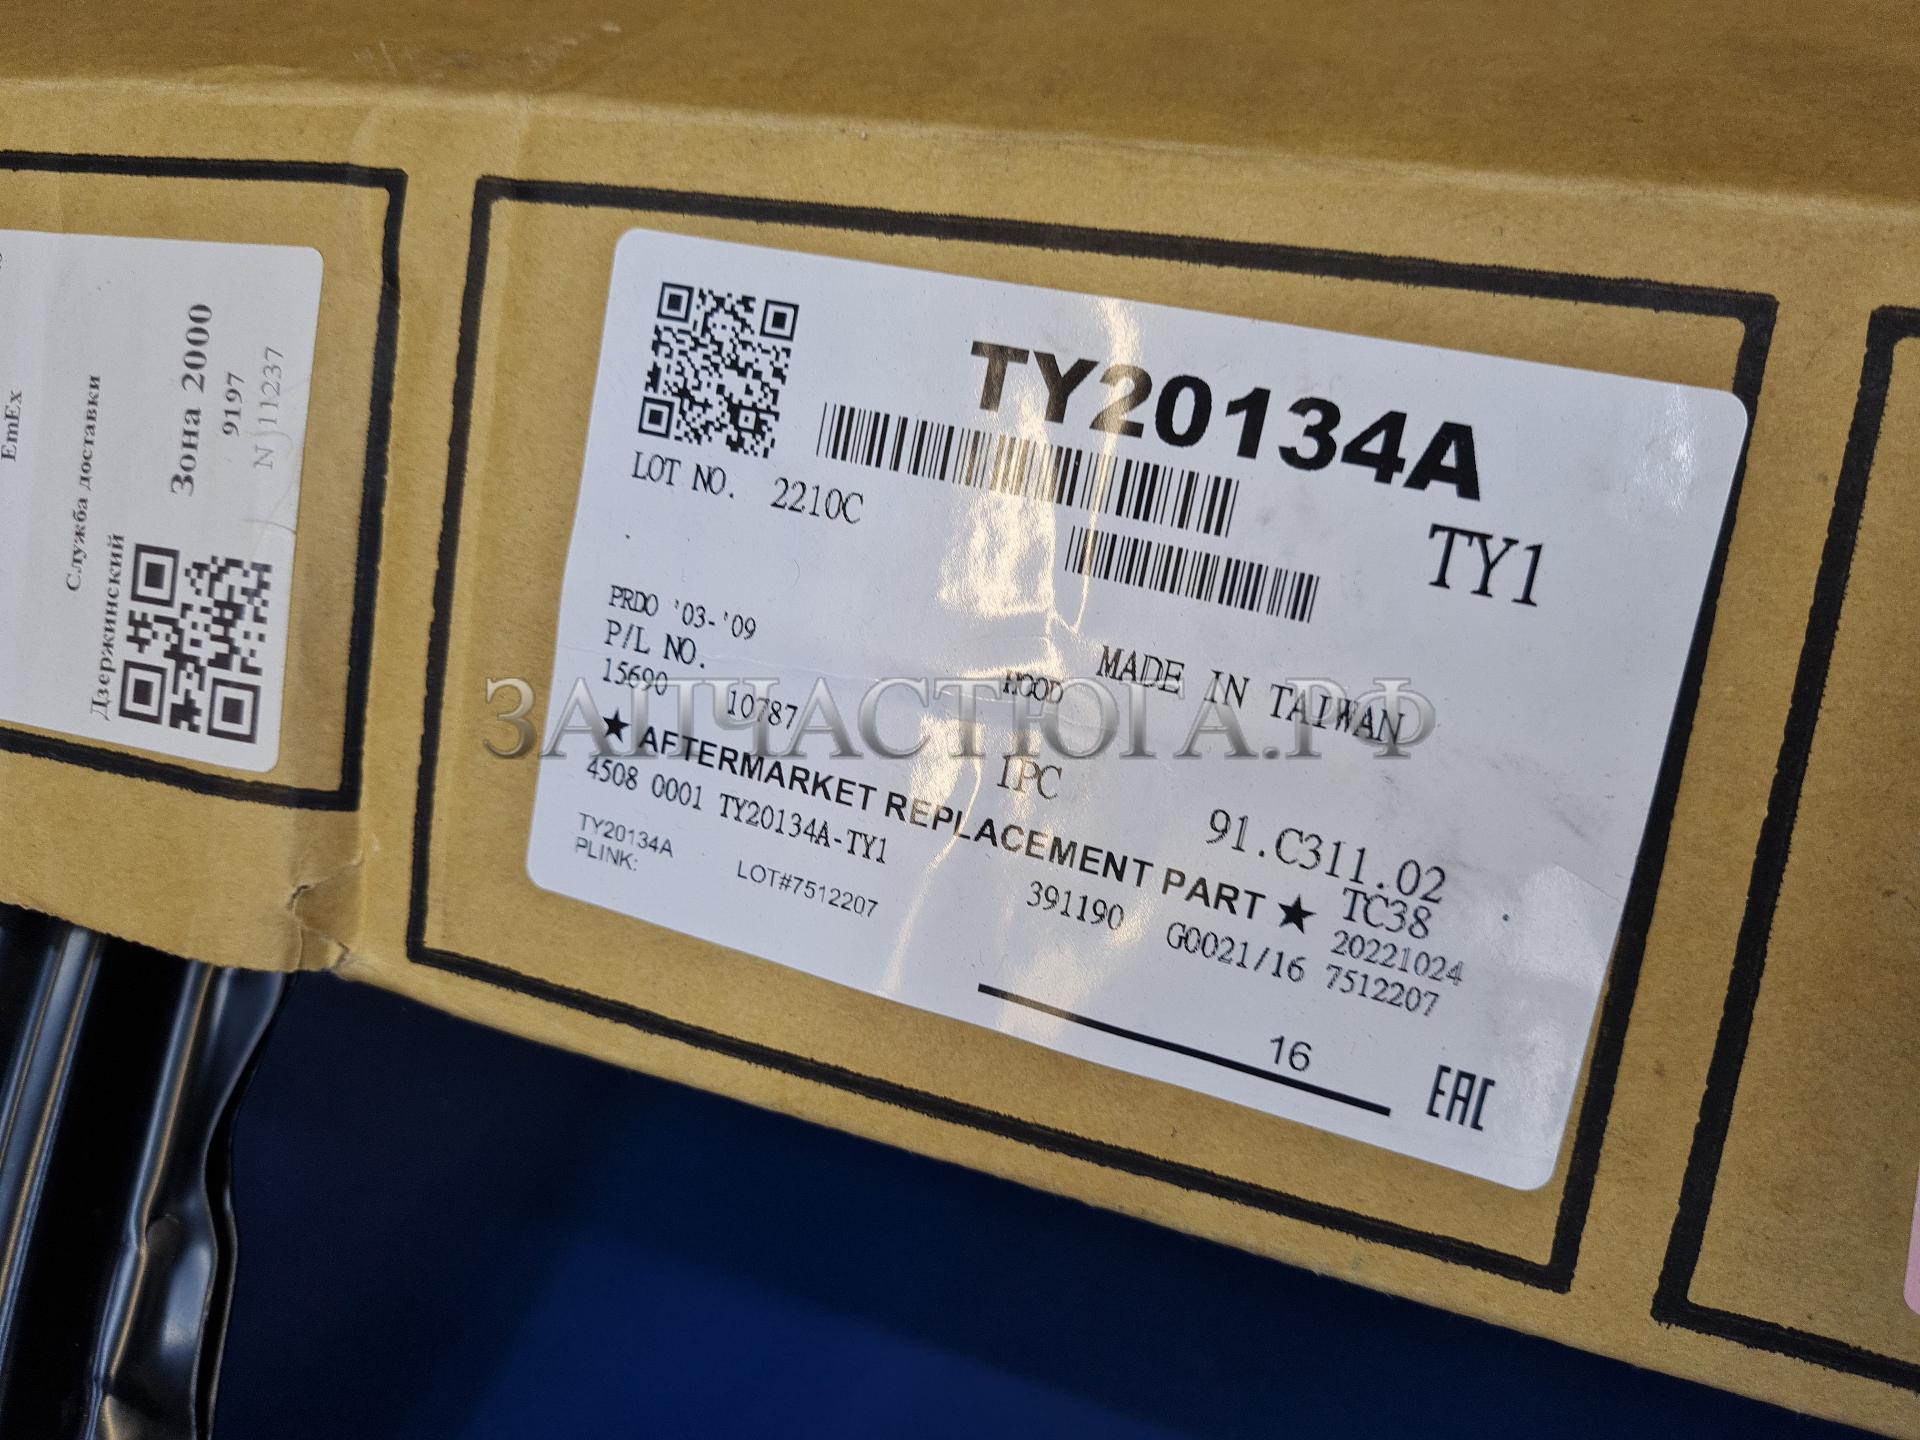 EmEx
Служба доставки
Дзержинский
Зона 2000
9197
N J11237
TY20134A
LOT NO. 2210C
TY1
PRDO '03-'09
P/L NO.
15690 10787
HOOD
MADE IN TAIWAN
1PC
91.C311.02
★ AFTERMARKET REPLACEMENT PART ★ TC38
4508 0001 TY20134A-TY1
391190 G0021/16
20221024
7512207
TY20134A
PLINK:
LOT#7512207
16
EAC
ЗАПЧАСТЮГА.РФ